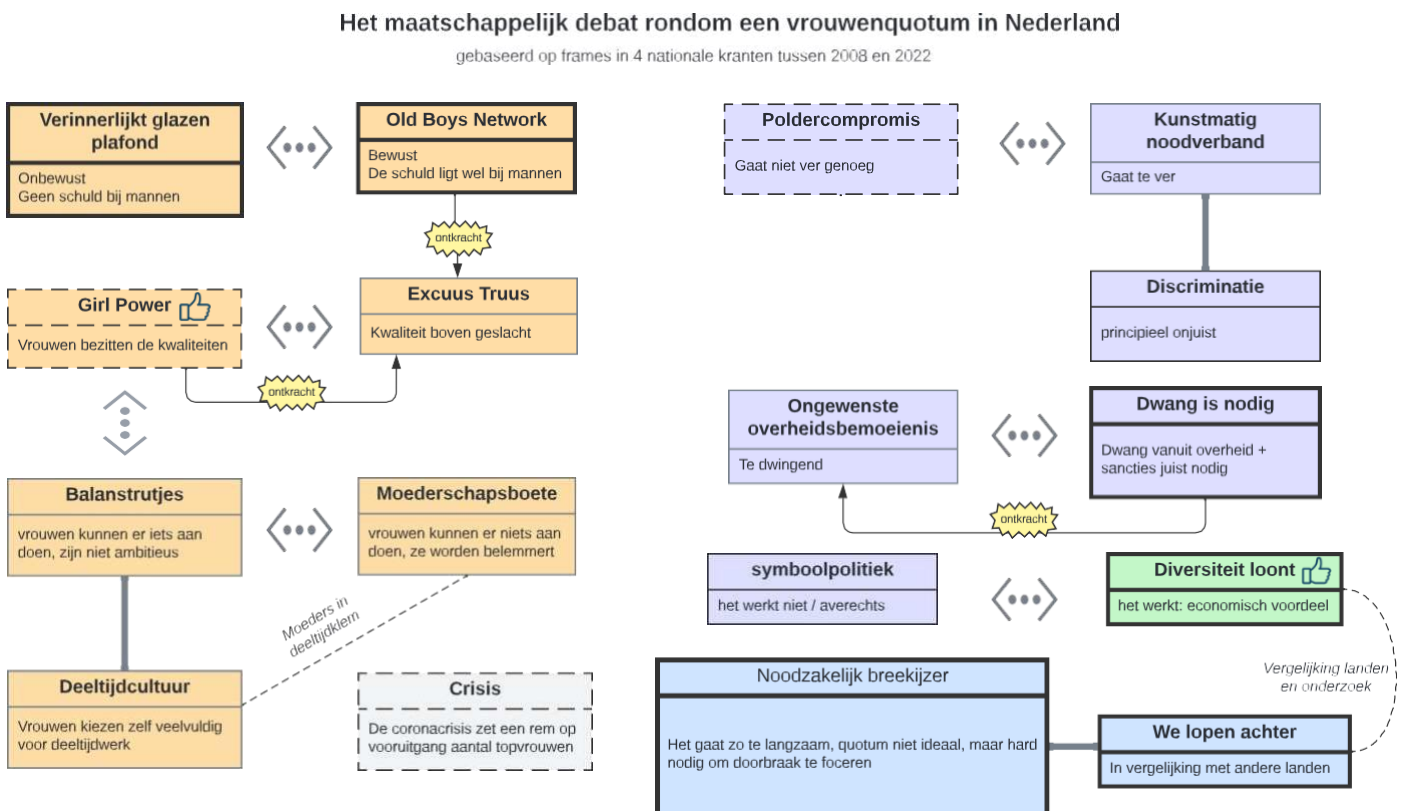 Het maatschappelijk debat rondom een vrouwenquotum in Nederland
gebaseerd op frames in 4 nationale kranten tussen 2008 en 2022
Verinnerlijkt glazen
plafond
Onbewust
Geen schuld bij mannen
Old Boys Network
Bewust
De schuld ligt wel bij mannen
ontkracht
Girl Power
Vrouwen bezitten de kwaliteiten
Excuus Truus
Kwaliteit boven geslacht
ontkracht
Balanstrutjes
vrouwen kunnen er iets aan
doen, zijn niet ambitieus
Moederschapsboete
vrouwen kunnen er niets aan
doen, ze worden belemmert
Moeders in
deeltijdklem
Deeltijdcultuur
Vrouwen kiezen zelf veelvuldig
voor deeltijdwerk
Crisis
De coronacrisis zet een rem op
vooruitgang aantal topvrouwen
Poldercompromis
Gaat niet ver genoeg
Kunstmatig
noodverband
Gaat te ver
Discriminatie
principieel onjuist
Ongewenste
overheidsbemoeienis
Te dwingend
Dwang is nodig
Dwang vanuit overheid +
sancties juist nodig
ontkracht
symboolpolitiek
het werkt niet / averechts
Diversiteit loont
het werkt: economisch voordeel
Vergelijking landen
en onderzoek
Noodzakelijk breekijzer
Het gaat zo te langzaam, quotum niet ideaal, maar hard
nodig om doorbraak te foceren
We lopen achter
In vergelijking met andere landen